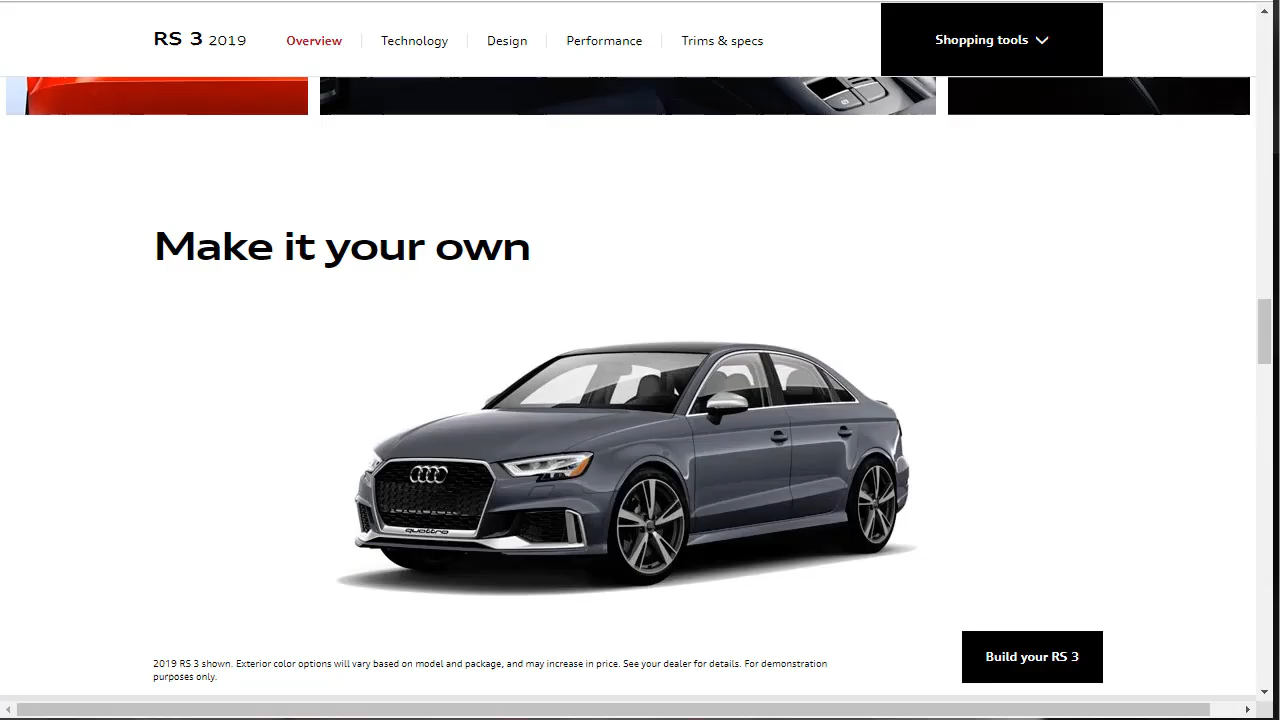 RS 3 2019
Overview
Technology
Design
Performance
Trims & specs
Shopping tools
Make it your own
quattro
2019 RS 3 shown. Exterior color options will vary based on model and package, and may increase in price. See your dealer for details. For demonstration
purposes only.
Build your RS 3